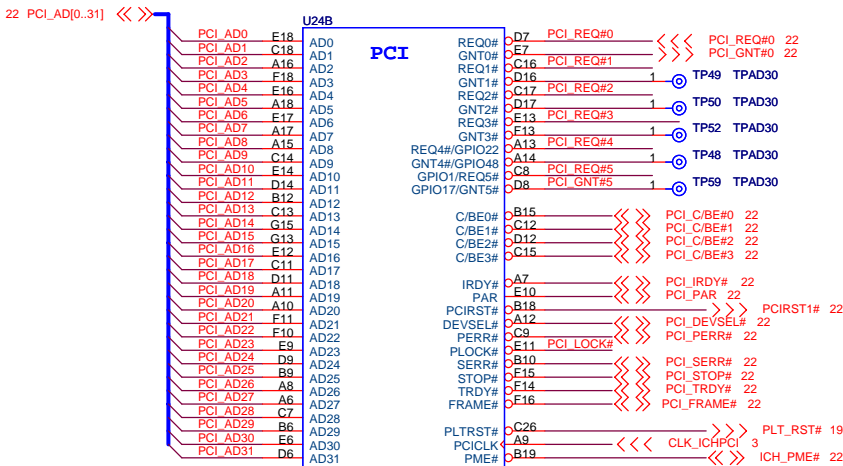 22 PCI_AD[0..31]
U24B
PCI
PCI_AD0 E18 AD0 REQ0# D7 PCI_REQ#0 PCI_REQ#0 22
PCI_AD1 C18 AD1 GNT0# E7 PCI_GNT#0 22
PCI_AD2 A16 AD2 REQ1# C16 PCI_REQ#1
PCI_AD3 F18 AD3 GNT1# D16 1 TP49 TPAD30
PCI_AD4 E16 AD4 REQ2# C17 PCI_REQ#2
PCI_AD5 A18 AD5 GNT2# D17 1 TP50 TPAD30
PCI_AD6 E17 AD6 REQ3# E13 PCI_REQ#3
PCI_AD7 A17 AD7 GNT3# F13 1 TP52 TPAD30
PCI_AD8 A15 AD8 REQ4#/GPIO22 A13 PCI_REQ#4
PCI_AD9 C14 AD9 GNT4#/GPIO48 A14 1 TP48 TPAD30
PCI_AD10 E14 AD10 GPIO1/REQ5# C8 PCI_REQ#5
PCI_AD11 D14 AD11 GPIO17/GNT5# D8 PCI_GNT#5 1 TP59 TPAD30
PCI_AD12 B12 AD12
PCI_AD13 C13 AD13 C/BE0# B15 PCI_C/BE#0 22
PCI_AD14 G15 AD14 C/BE1# C12 PCI_C/BE#1 22
PCI_AD15 G13 AD15 C/BE2# D12 PCI_C/BE#2 22
PCI_AD16 E12 AD16 C/BE3# C15 PCI_C/BE#3 22
PCI_AD17 C11 AD17
PCI_AD18 D11 AD18 IRDY# A7 PCI_IRDY# 22
PCI_AD19 A11 AD19 PAR E10 PCI_PAR 22
PCI_AD20 A10 AD20 PCIRST# B18 PCIRST1# 22
PCI_AD21 F11 AD21 DEVSEL# A12 PCI_DEVSEL# 22
PCI_AD22 F10 AD22 PERR# C9 PCI_PERR# 22
PCI_AD23 E9 AD23 PLOCK# E11 PCI_LOCK#
PCI_AD24 D9 AD24 SERR# B10 PCI_SERR# 22
PCI_AD25 B9 AD25 STOP# F15 PCI_STOP# 22
PCI_AD26 A8 AD26 TRDY# F14 PCI_TRDY# 22
PCI_AD27 A6 AD27 FRAME# F16 PCI_FRAME# 22
PCI_AD28 C7 AD28
PCI_AD29 B6 AD29 PLTRST# C26 PLT_RST# 19
PCI_AD30 E6 AD30 PCICLK A9 CLK_ICHPCI 3
PCI_AD31 D6 AD31 PME# B19 ICH_PME# 22